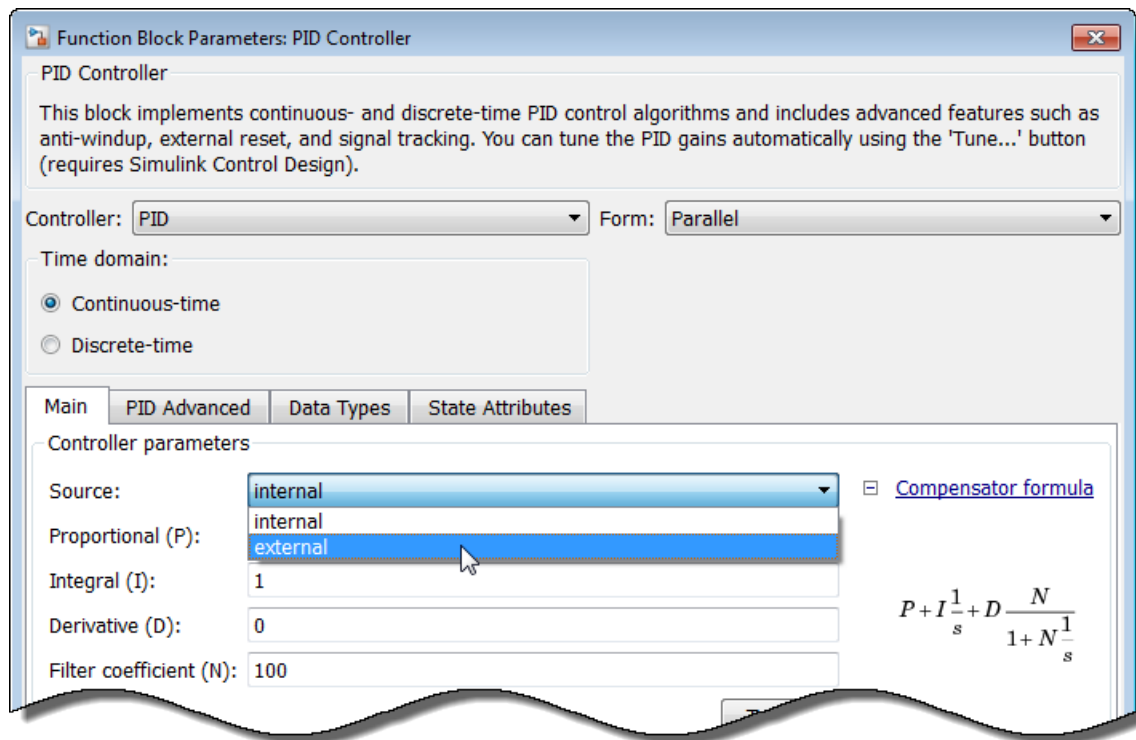 Function Block Parameters: PID Controller
PID Controller
This block implements continuous- and discrete-time PID control algorithms and includes advanced features such as
anti-windup, external reset, and signal tracking. You can tune the PID gains automatically using the 'Tune...' button
(requires Simulink Control Design).
Controller: PID Form: Parallel
Time domain:
Continuous-time
Discrete-time
Main PID Advanced Data Types State Attributes
Controller parameters
Source: internal Compensator formula
internal
Proportional (P):
external
Integral (I): 1
P + I 1/s + D N/(1 + N 1/s)
Derivative (D): 0
Filter coefficient (N): 100